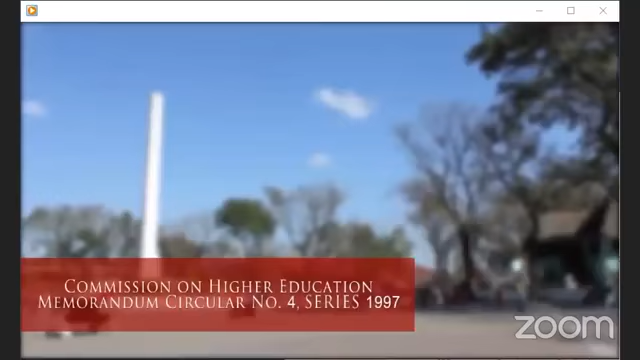 COMMISSION ON HIGHER EDUCATION
MEMORANDUM CIRCULAR NO. 4, SERIES 1997
zoom